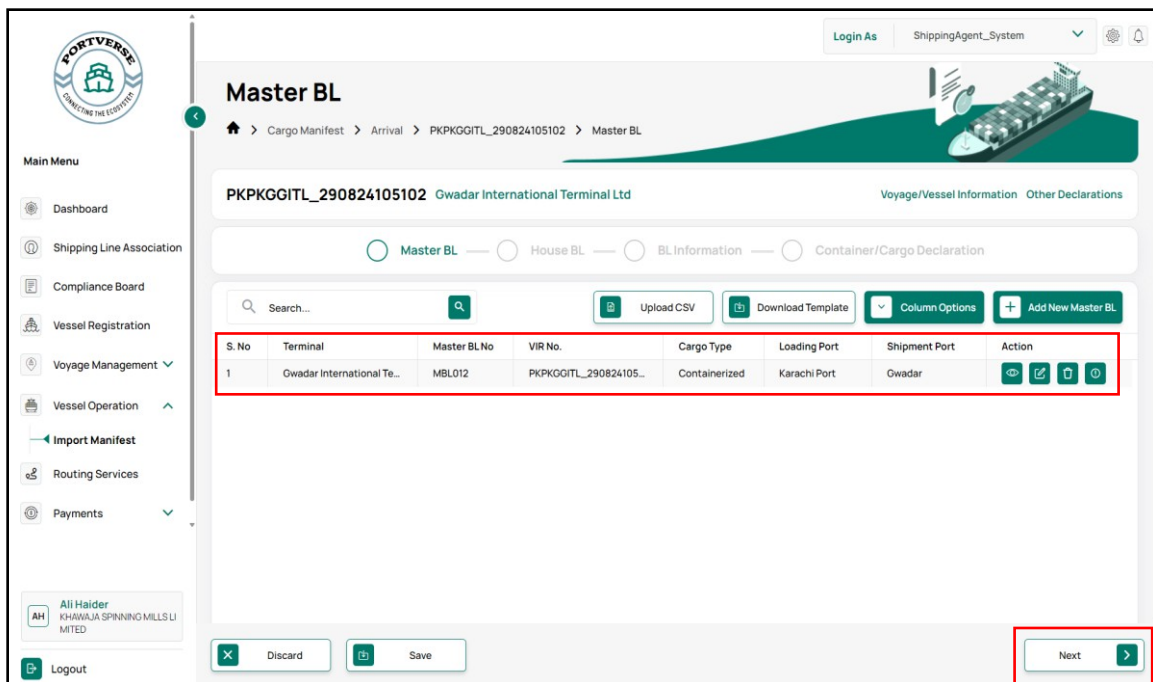 PORTVERSE
CONNECTING THE ECOSYSTEM
Login As ShippingAgent_System
Master BL
> Cargo Manifest > Arrival > PKPKGGITL_290824105102 > Master BL
Main Menu
Dashboard
Shipping Line Association
Compliance Board
Vessel Registration
Voyage Management
Vessel Operation
Import Manifest
Routing Services
Payments
AH
Ali Haider
KHAWAJA SPINNING MILLS LI
MITED
Logout
PKPKGGITL_290824105102 Gwadar International Terminal Ltd Voyage/Vessel Information Other Declarations
Master BL House BL BL Information Container/Cargo Declaration
Search... Upload CSV Download Template Column Options Add New Master BL
S. No Terminal Master BL No VIR No. Cargo Type Loading Port Shipment Port Action
1 Gwadar International Te... MBL012 PKPKGGITL_290824105... Containerized Karachi Port Gwadar
Discard Save Next